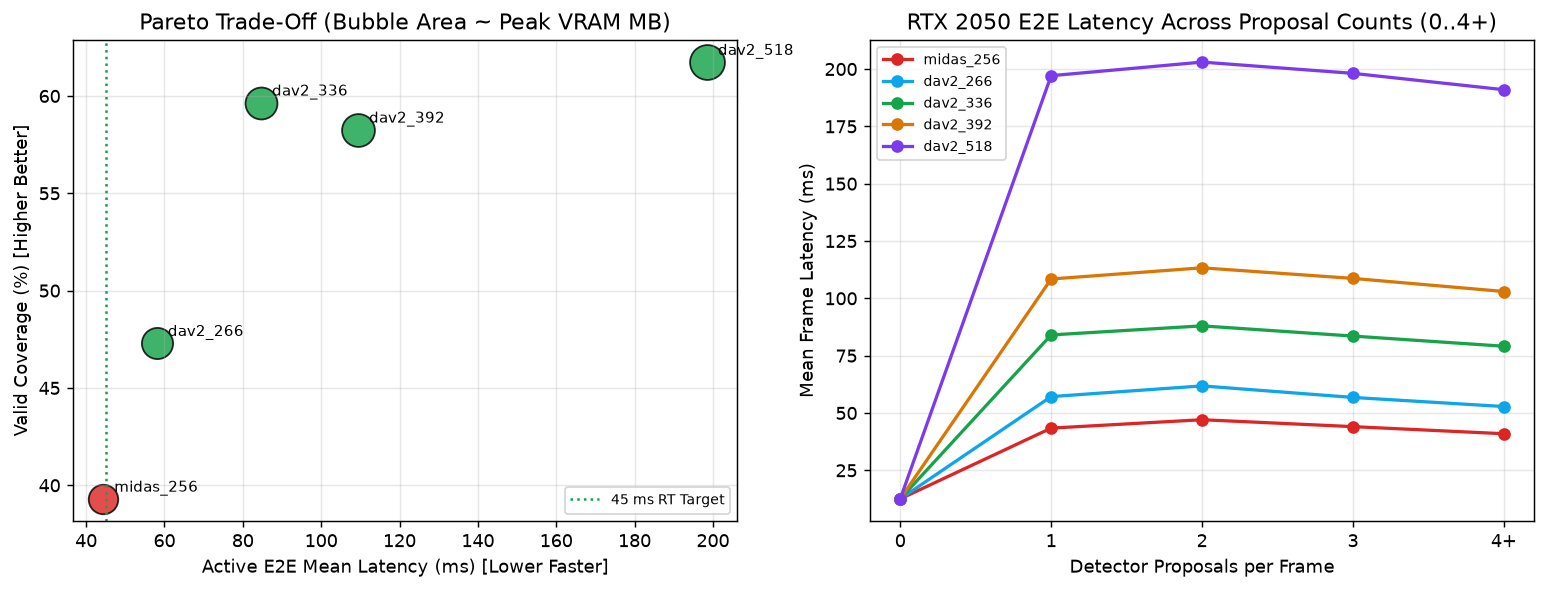 Pareto Trade-Off (Bubble Area ~ Peak VRAM MB)
Valid Coverage (%) [Higher Better]
60
55
50
45
40
dav2_518
dav2_336
dav2_392
dav2_266
midas_256
45 ms RT Target
40 60 80 100 120 140 160 180 200
Active E2E Mean Latency (ms) [Lower Faster]
RTX 2050 E2E Latency Across Proposal Counts (0..4+)
Mean Frame Latency (ms)
200
175
150
125
100
75
50
25
midas_256
dav2_266
dav2_336
dav2_392
dav2_518
0 1 2 3 4+
Detector Proposals per Frame